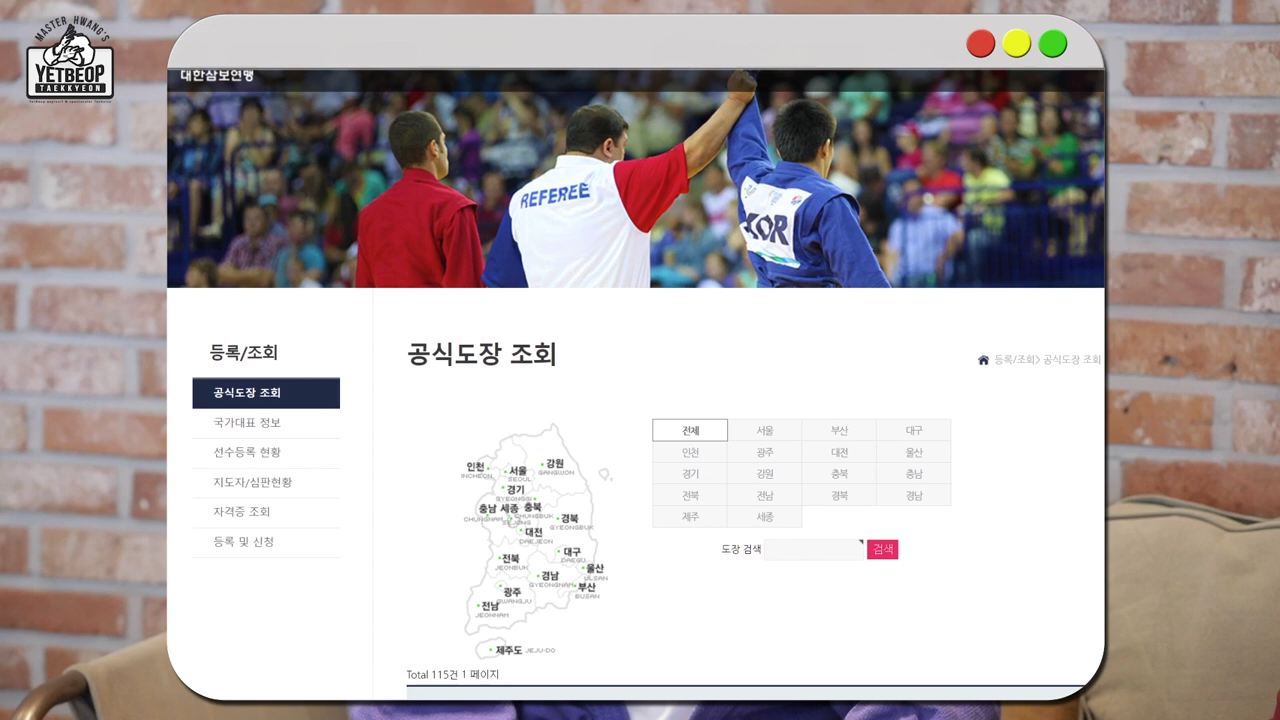 MASTER HWANG'S
YETBEOP
TAEKKYEON
대한삼보연맹
REFEREE
KOR
등록/조회
공식도장 조회
국가대표 정보
선수등록 현황
지도자/심판현황
자격증 조회
등록 및 신청
공식도장 조회
등록/조회> 공식도장 조회
인천
INCHEON
서울
SEOUL
강원
GANGWON
경기
GYEONGGI
충남 세종 충북
CHUNGNAM SEJONG CHUNGBUK
경북
GYEONGBUK
대전
DAEJEON
전북
JEONBUK
대구
DAEGU
울산
ULSAN
경남
GYEONGNAM
부산
BUSAN
광주
GWANGJU
전남
JEONNAM
제주도 JEJU-DO
전체 서울 부산 대구
인천 광주 대전 울산
경기 강원 충북 충남
전북 전남 경북 경남
제주 세종
도장 검색 검색
Total 115건 1 페이지